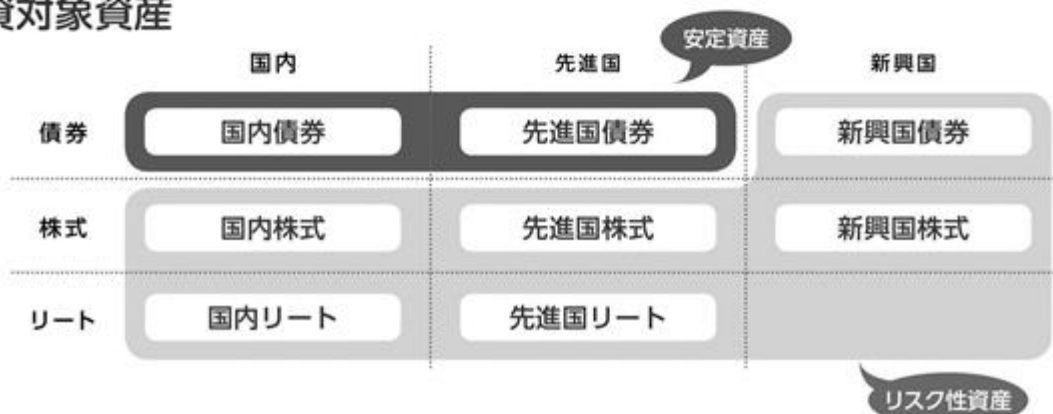 資対象資産
安定資産
国内 先進国 新興国
債券 国内債券 先進国債券 新興国債券
株式 国内株式 先進国株式 新興国株式
リート 国内リート 先進国リート
リスク性資産